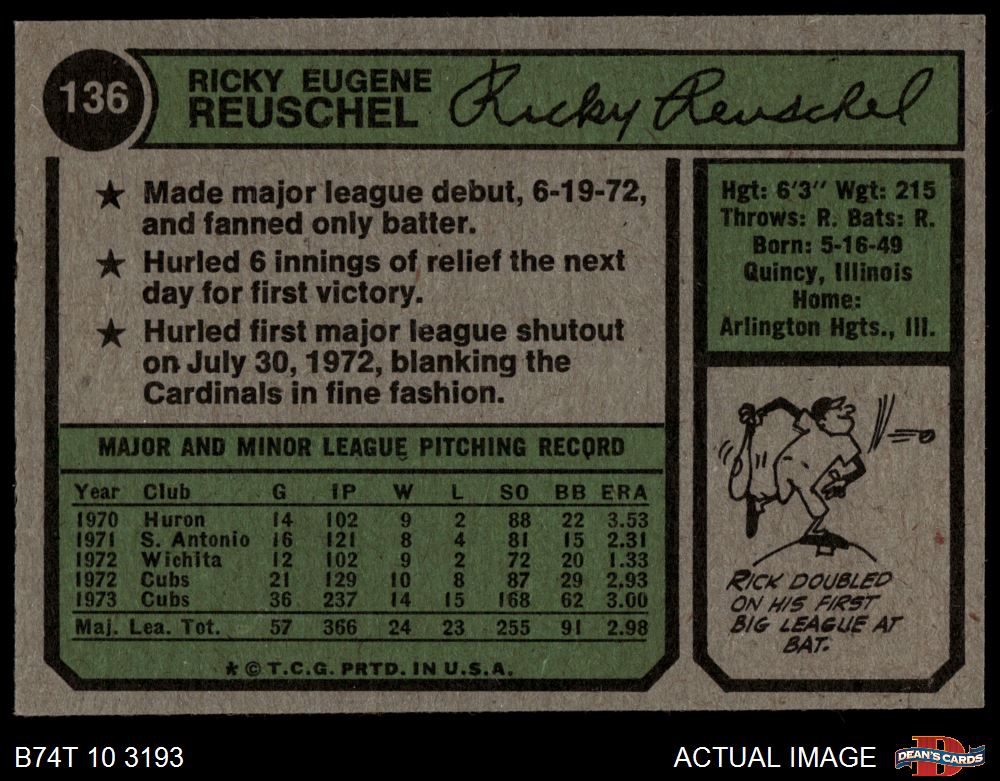 136
RICKY EUGENE
REUSCHEL
Ricky Reuschel
★ Made major league debut, 6-19-72,
and fanned only batter.
★ Hurled 6 innings of relief the next
day for first victory.
★ Hurled first major league shutout
on July 30, 1972, blanking the
Cardinals in fine fashion.
Hgt: 6'3" Wgt: 215
Throws: R. Bats: R.
Born: 5-16-49
Quincy, Illinois
Home:
Arlington Hgts., Ill.
MAJOR AND MINOR LEAGUE PITCHING RECORD
Year Club G IP W L SO BB ERA
1970 Huron 14 102 9 2 88 22 3.53
1971 S. Antonio 16 121 8 4 81 15 2.31
1972 Wichita 12 102 9 2 72 20 1.33
1972 Cubs 21 129 10 8 87 29 2.93
1973 Cubs 36 237 14 15 168 62 3.00
Maj. Lea. Tot. 57 366 24 23 255 91 2.98
* © T.C.G. PRTD. IN U.S.A.
RICK DOUBLED
ON HIS FIRST
BIG LEAGUE AT
BAT.
B74T 10 3193
ACTUAL IMAGE
D
DEAN'S CARDS